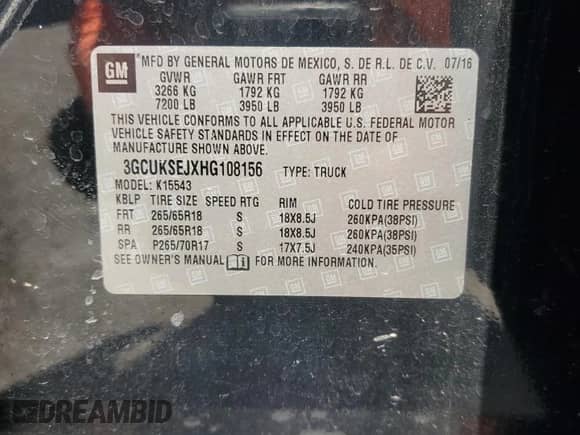 GM
MFD BY GENERAL MOTORS DE MEXICO, S. DE R.L. DE C.V. 07/16
GVWR GAWR FRT GAWR RR
3266 KG 1792 KG 1792 KG
7200 LB 3950 LB 3950 LB
THIS VEHICLE CONFORMS TO ALL APPLICABLE U.S. FEDERAL MOTOR
VEHICLE SAFETY STANDARDS IN EFFECT ON THE DATE OF
MANUFACTURE SHOWN ABOVE.
3GCUKSEJXHG108156 TYPE: TRUCK
MODEL: K15543
KBLP TIRE SIZE SPEED RTG RIM COLD TIRE PRESSURE
FRT 265/65R18 S 18X8.5J 260KPA(38PSI)
RR 265/65R18 S 18X8.5J 260KPA(38PSI)
SPA P265/70R17 S 17X7.5J 240KPA(35PSI)
SEE OWNER'S MANUAL FOR MORE INFORMATION.
DREAMBID